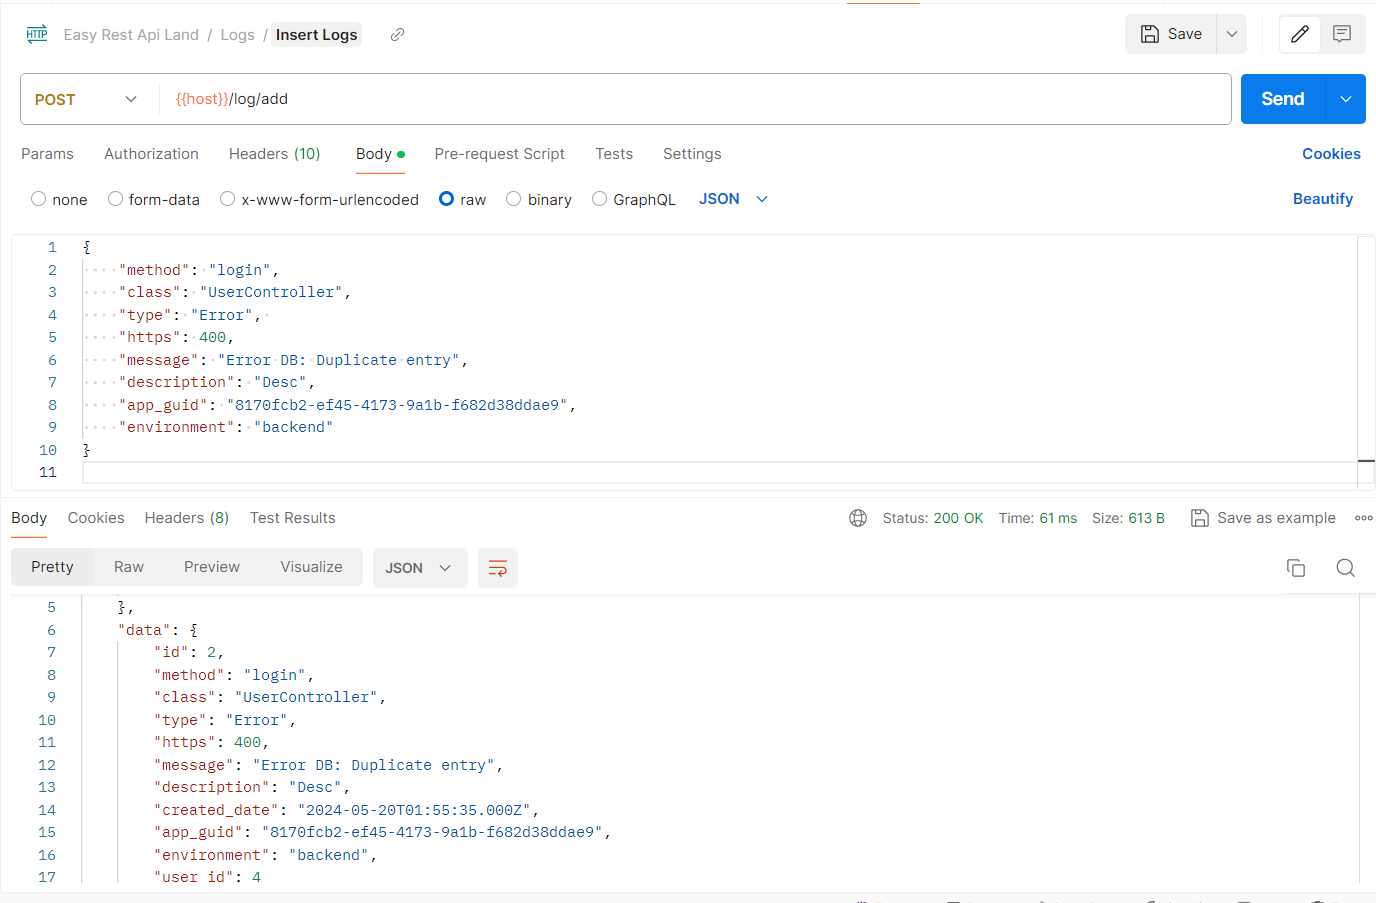 HTTP Easy Rest Api Land / Logs / Insert Logs Save
POST {{host}}/log/add Send
Params Authorization Headers (10) Body Pre-request Script Tests Settings Cookies
none form-data x-www-form-urlencoded raw binary GraphQL JSON Beautify
1 {
2 "method": "login",
3 "class": "UserController",
4 "type": "Error",
5 "https": 400,
6 "message": "Error DB: Duplicate entry",
7 "description": "Desc",
8 "app_guid": "8170fcb2-ef45-4173-9a1b-f682d38ddae9",
9 "environment": "backend"
10 }
11
Body Cookies Headers (8) Test Results Status: 200 OK Time: 61 ms Size: 613 B Save as example
Pretty Raw Preview Visualize JSON
5 },
6 "data": {
7 "id": 2,
8 "method": "login",
9 "class": "UserController",
10 "type": "Error",
11 "https": 400,
12 "message": "Error DB: Duplicate entry",
13 "description": "Desc",
14 "created_date": "2024-05-20T01:55:35.000Z",
15 "app_guid": "8170fcb2-ef45-4173-9a1b-f682d38ddae9",
16 "environment": "backend",
17 "user_id": 4